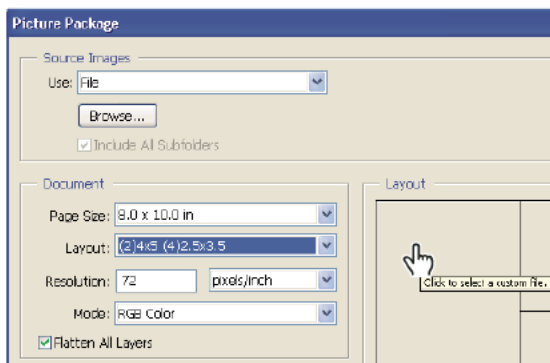 Picture Package
Source Images
Use: File
Browse...
Include All Subfolders
Document
Page Size: 8.0 x 10.0 in
Layout: (2)4x5 (4)2.5x3.5
Resolution: 72 pixels/inch
Mode: RGB Color
Flatten All Layers
Layout
Click to select a custom file.